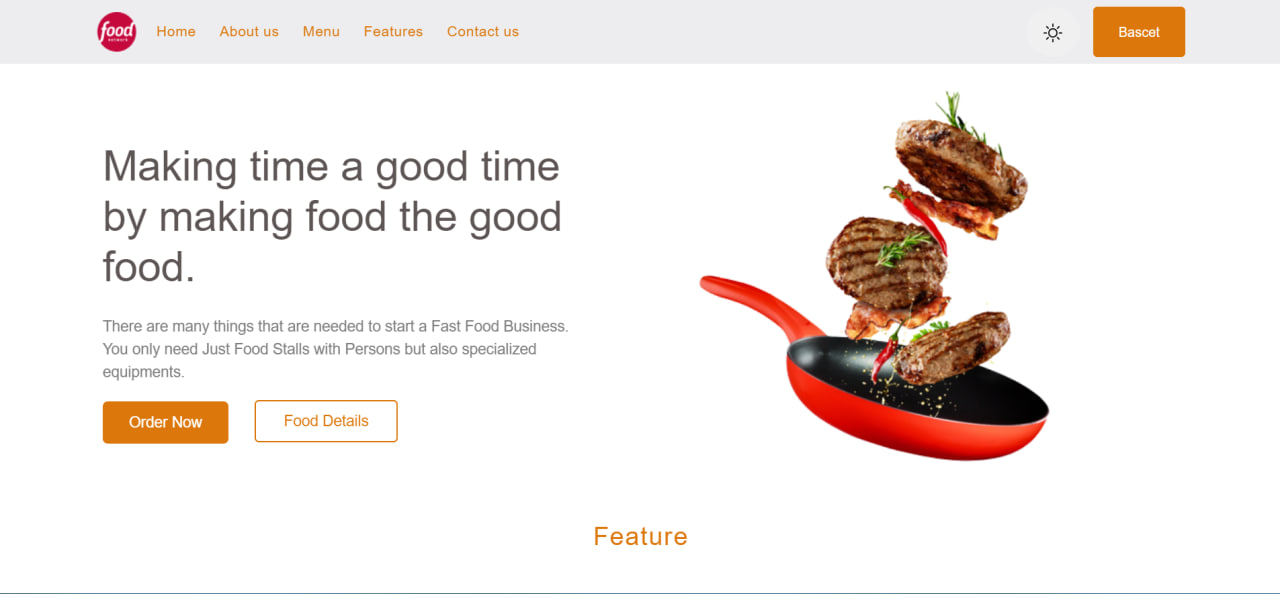 food
network
Home About us Menu Features Contact us
Bascet
Making time a good time
by making food the good
food.
There are many things that are needed to start a Fast Food Business.
You only need Just Food Stalls with Persons but also specialized
equipments.
Order Now Food Details
Feature